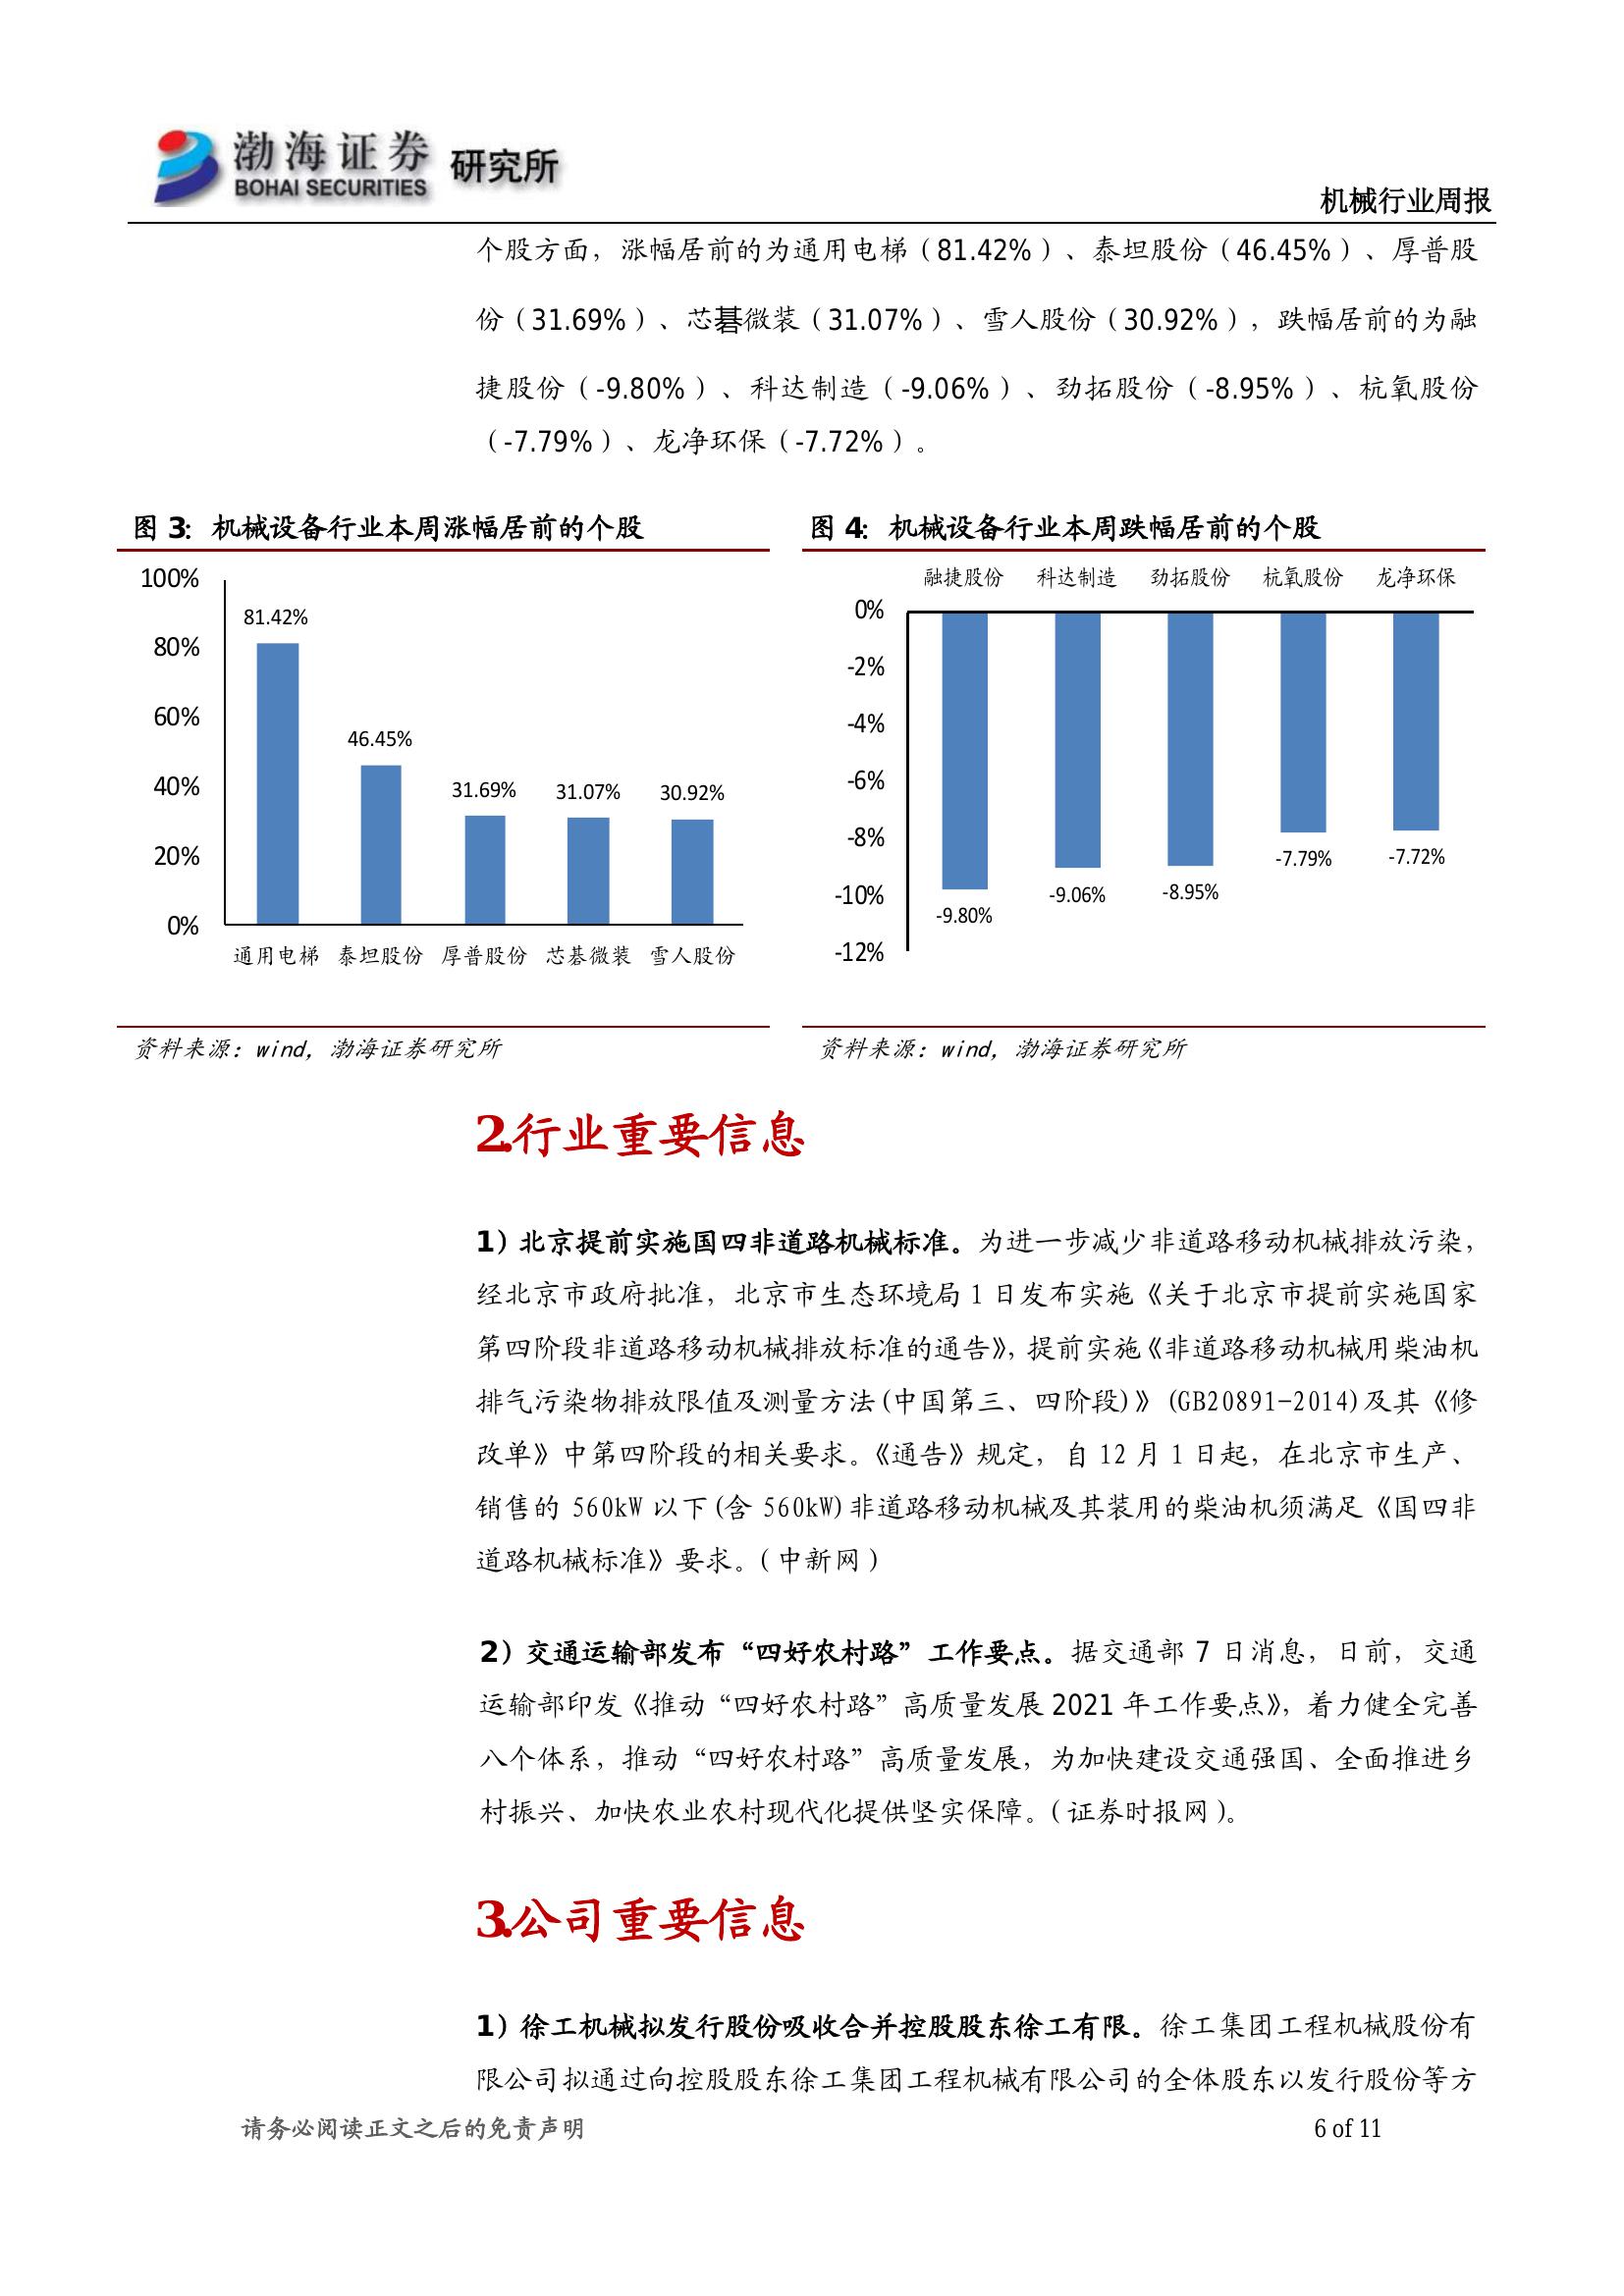 渤海证券 研究所
BOHAI SECURITIES
机械行业周报
个股方面，涨幅居前的为通用电梯（81.42%）、泰坦股份（46.45%）、厚普股
份（31.69%）、芯碁微装（31.07%）、雪人股份（30.92%），跌幅居前的为融
捷股份（-9.80%）、科达制造（-9.06%）、劲拓股份（-8.95%）、杭氧股份
（-7.79%）、龙净环保（-7.72%）。
图 3：机械设备行业本周涨幅居前的个股
100%
80%
60%
40%
20%
0%
81.42%
46.45%
31.69%
31.07%
30.92%
通用电梯 泰坦股份 厚普股份 芯碁微装 雪人股份
资料来源：wind，渤海证券研究所
图 4：机械设备行业本周跌幅居前的个股
融捷股份 科达制造 劲拓股份 杭氧股份 龙净环保
0%
-2%
-4%
-6%
-8%
-10%
-12%
-9.80%
-9.06%
-8.95%
-7.79%
-7.72%
资料来源：wind，渤海证券研究所
2.行业重要信息
1）北京提前实施国四非道路机械标准。为进一步减少非道路移动机械排放污染，
经北京市政府批准，北京市生态环境局 1 日发布实施《关于北京市提前实施国家
第四阶段非道路移动机械排放标准的通告》，提前实施《非道路移动机械用柴油机
排气污染物排放限值及测量方法(中国第三、四阶段)》(GB20891-2014)及其《修
改单》中第四阶段的相关要求。《通告》规定，自 12 月 1 日起，在北京市生产、
销售的 560kW 以下(含 560kW)非道路移动机械及其装用的柴油机须满足《国四非
道路机械标准》要求。（中新网）
2）交通运输部发布“四好农村路”工作要点。据交通部 7 日消息，日前，交通
运输部印发《推动“四好农村路”高质量发展 2021 年工作要点》，着力健全完善
八个体系，推动“四好农村路”高质量发展，为加快建设交通强国、全面推进乡
村振兴、加快农业农村现代化提供坚实保障。（证券时报网）。
3.公司重要信息
1）徐工机械拟发行股份吸收合并控股股东徐工有限。徐工集团工程机械股份有
限公司拟通过向控股股东徐工集团工程机械有限公司的全体股东以发行股份等方
请务必阅读正文之后的免责声明
6 of 11